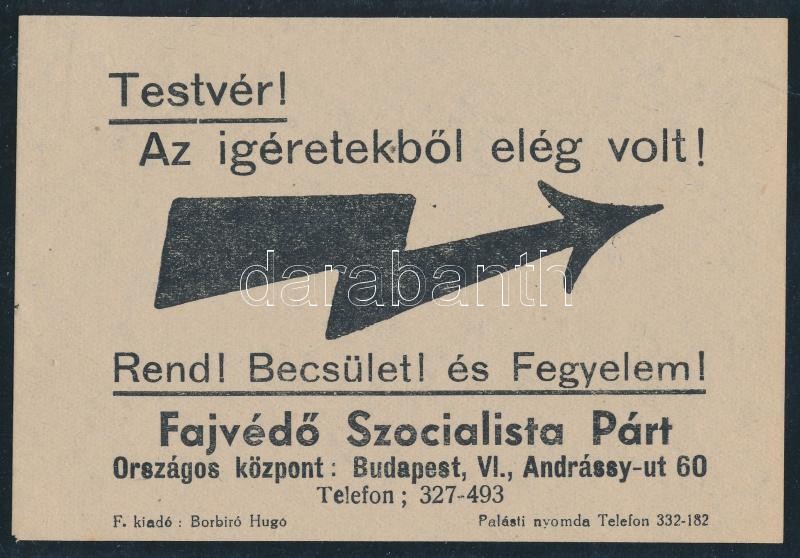 Testvér!
Az igéretekből elég volt!
darabanth
Rend! Becsület! és Fegyelem!
Fajvédő Szocialista Párt
Országos központ: Budapest, VI., Andrássy-ut 60
Telefon; 327-493
F. kiadó: Borbiró Hugó Palásti nyomda Telefon 332-182